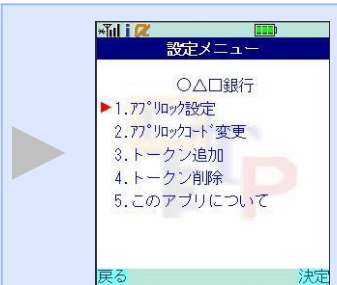 設定メニュー
○△□銀行
1.ｱﾌﾟﾘﾛｯｸ設定
2.ｱﾌﾟﾘﾛｯｸｺｰﾄﾞ変更
3.トークン追加
4.トークン削除
5.このアプリについて
戻る 決定